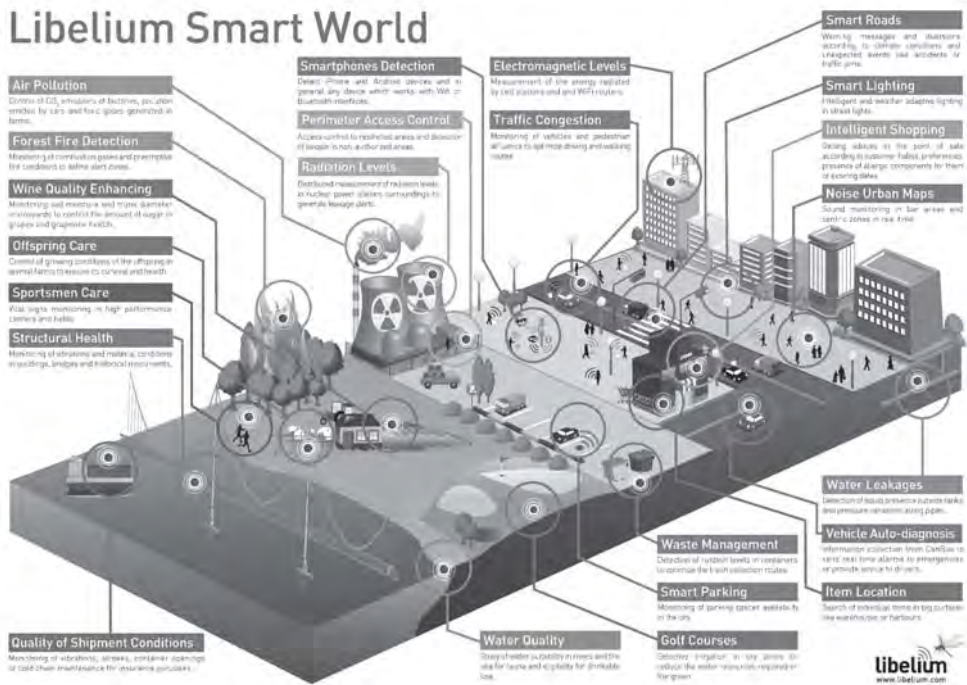 Libelium Smart World
Air Pollution
Control of CO2 emissions of factories, pollution
emitted by cars and toxic gases generated in
farms.
Forest Fire Detection
Monitoring of combustion gases and preemptive
fire conditions to define alert zones.
Wine Quality Enhancing
Monitoring soil moisture and trunk diameter
in vineyards to control the amount of sugar in
grapes and grapevine health.
Offspring Care
Control of growing conditions of the offspring in
animal farms to ensure its survival and health.
Sportsmen Care
Vital signs monitoring in high performance
centers and fields.
Structural Health
Monitoring of vibrations and material conditions
in buildings, bridges and historical monuments.
Quality of Shipment Conditions
Monitoring of vibrations, strokes, container openings
or cold chain maintenance for insurance purposes.
Smartphones Detection
Detect iPhone and Android devices and in
general any device which works with Wifi or
Bluetooth interfaces.
Perimeter Access Control
Access control to restricted areas and detection
of people in non-authorized areas.
Radiation Levels
Distributed measurement of radiation levels
in nuclear power stations surroundings to
generate leakage alerts.
Electromagnetic Levels
Measurement of the energy radiated
by cell stations and WiFi routers.
Traffic Congestion
Monitoring of vehicles and pedestrian
affluence to optimize driving and walking
routes.
Smart Roads
Warning messages and diversions
according to climate conditions and
unexpected events like accidents or
traffic jams.
Smart Lighting
Intelligent and weather adaptive lighting
in street lights.
Intelligent Shopping
Getting advices in the point of sale
according to customer habits, preferences,
presence of allergic components for them
or expiring dates.
Noise Urban Maps
Sound monitoring in bar areas and
centric zones in real time.
Water Leakages
Detection of liquid presence outside tanks
and pressure variations along pipes.
Vehicle Auto-diagnosis
Information collection from CanBus to
send real time alarms to emergencies
or provide advice to drivers.
Item Location
Search of individual items in big surfaces
like warehouses or harbours.
Waste Management
Detection of rubbish levels in containers
to optimize the trash collection routes.
Smart Parking
Monitoring of parking spaces availability
in the city.
Golf Courses
Selective irrigation in dry zones to
reduce the water resources required in
the green.
Water Quality
Study of water suitability in rivers and the
sea for fauna and eligibility for drinkable
use.
libelium
www.libelium.com